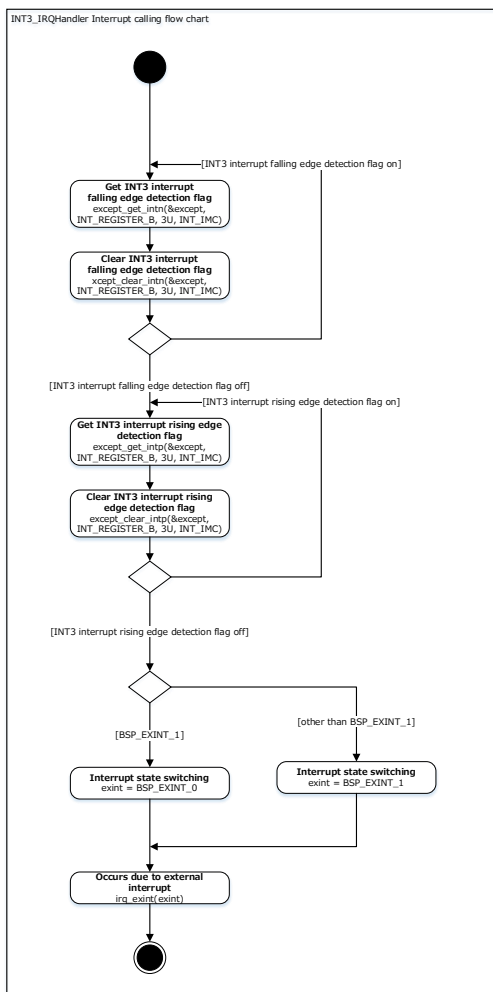 INT3_IRQHandler Interrupt calling flow chart
[INT3 interrupt falling edge detection flag on]
Get INT3 interrupt
falling edge detection flag
except_get_intn(&except,
INT_REGISTER_B, 3U, INT_IMC)
Clear INT3 interrupt
falling edge detection flag
xcept_clear_intn(&except,
INT_REGISTER_B, 3U, INT_IMC)
[INT3 interrupt falling edge detection flag off]
[INT3 interrupt rising edge detection flag on]
Get INT3 interrupt rising edge
detection flag
except_get_intp(&except,
INT_REGISTER_B, 3U, INT_IMC)
Clear INT3 interrupt rising
edge detection flag
except_clear_intp(&except,
INT_REGISTER_B, 3U, INT_IMC)
[INT3 interrupt rising edge detection flag off]
[other than BSP_EXINT_1]
[BSP_EXINT_1]
Interrupt state switching
exint = BSP_EXINT_0
Interrupt state switching
exint = BSP_EXINT_1
Occurs due to external
interrupt
irq_exint(exint)